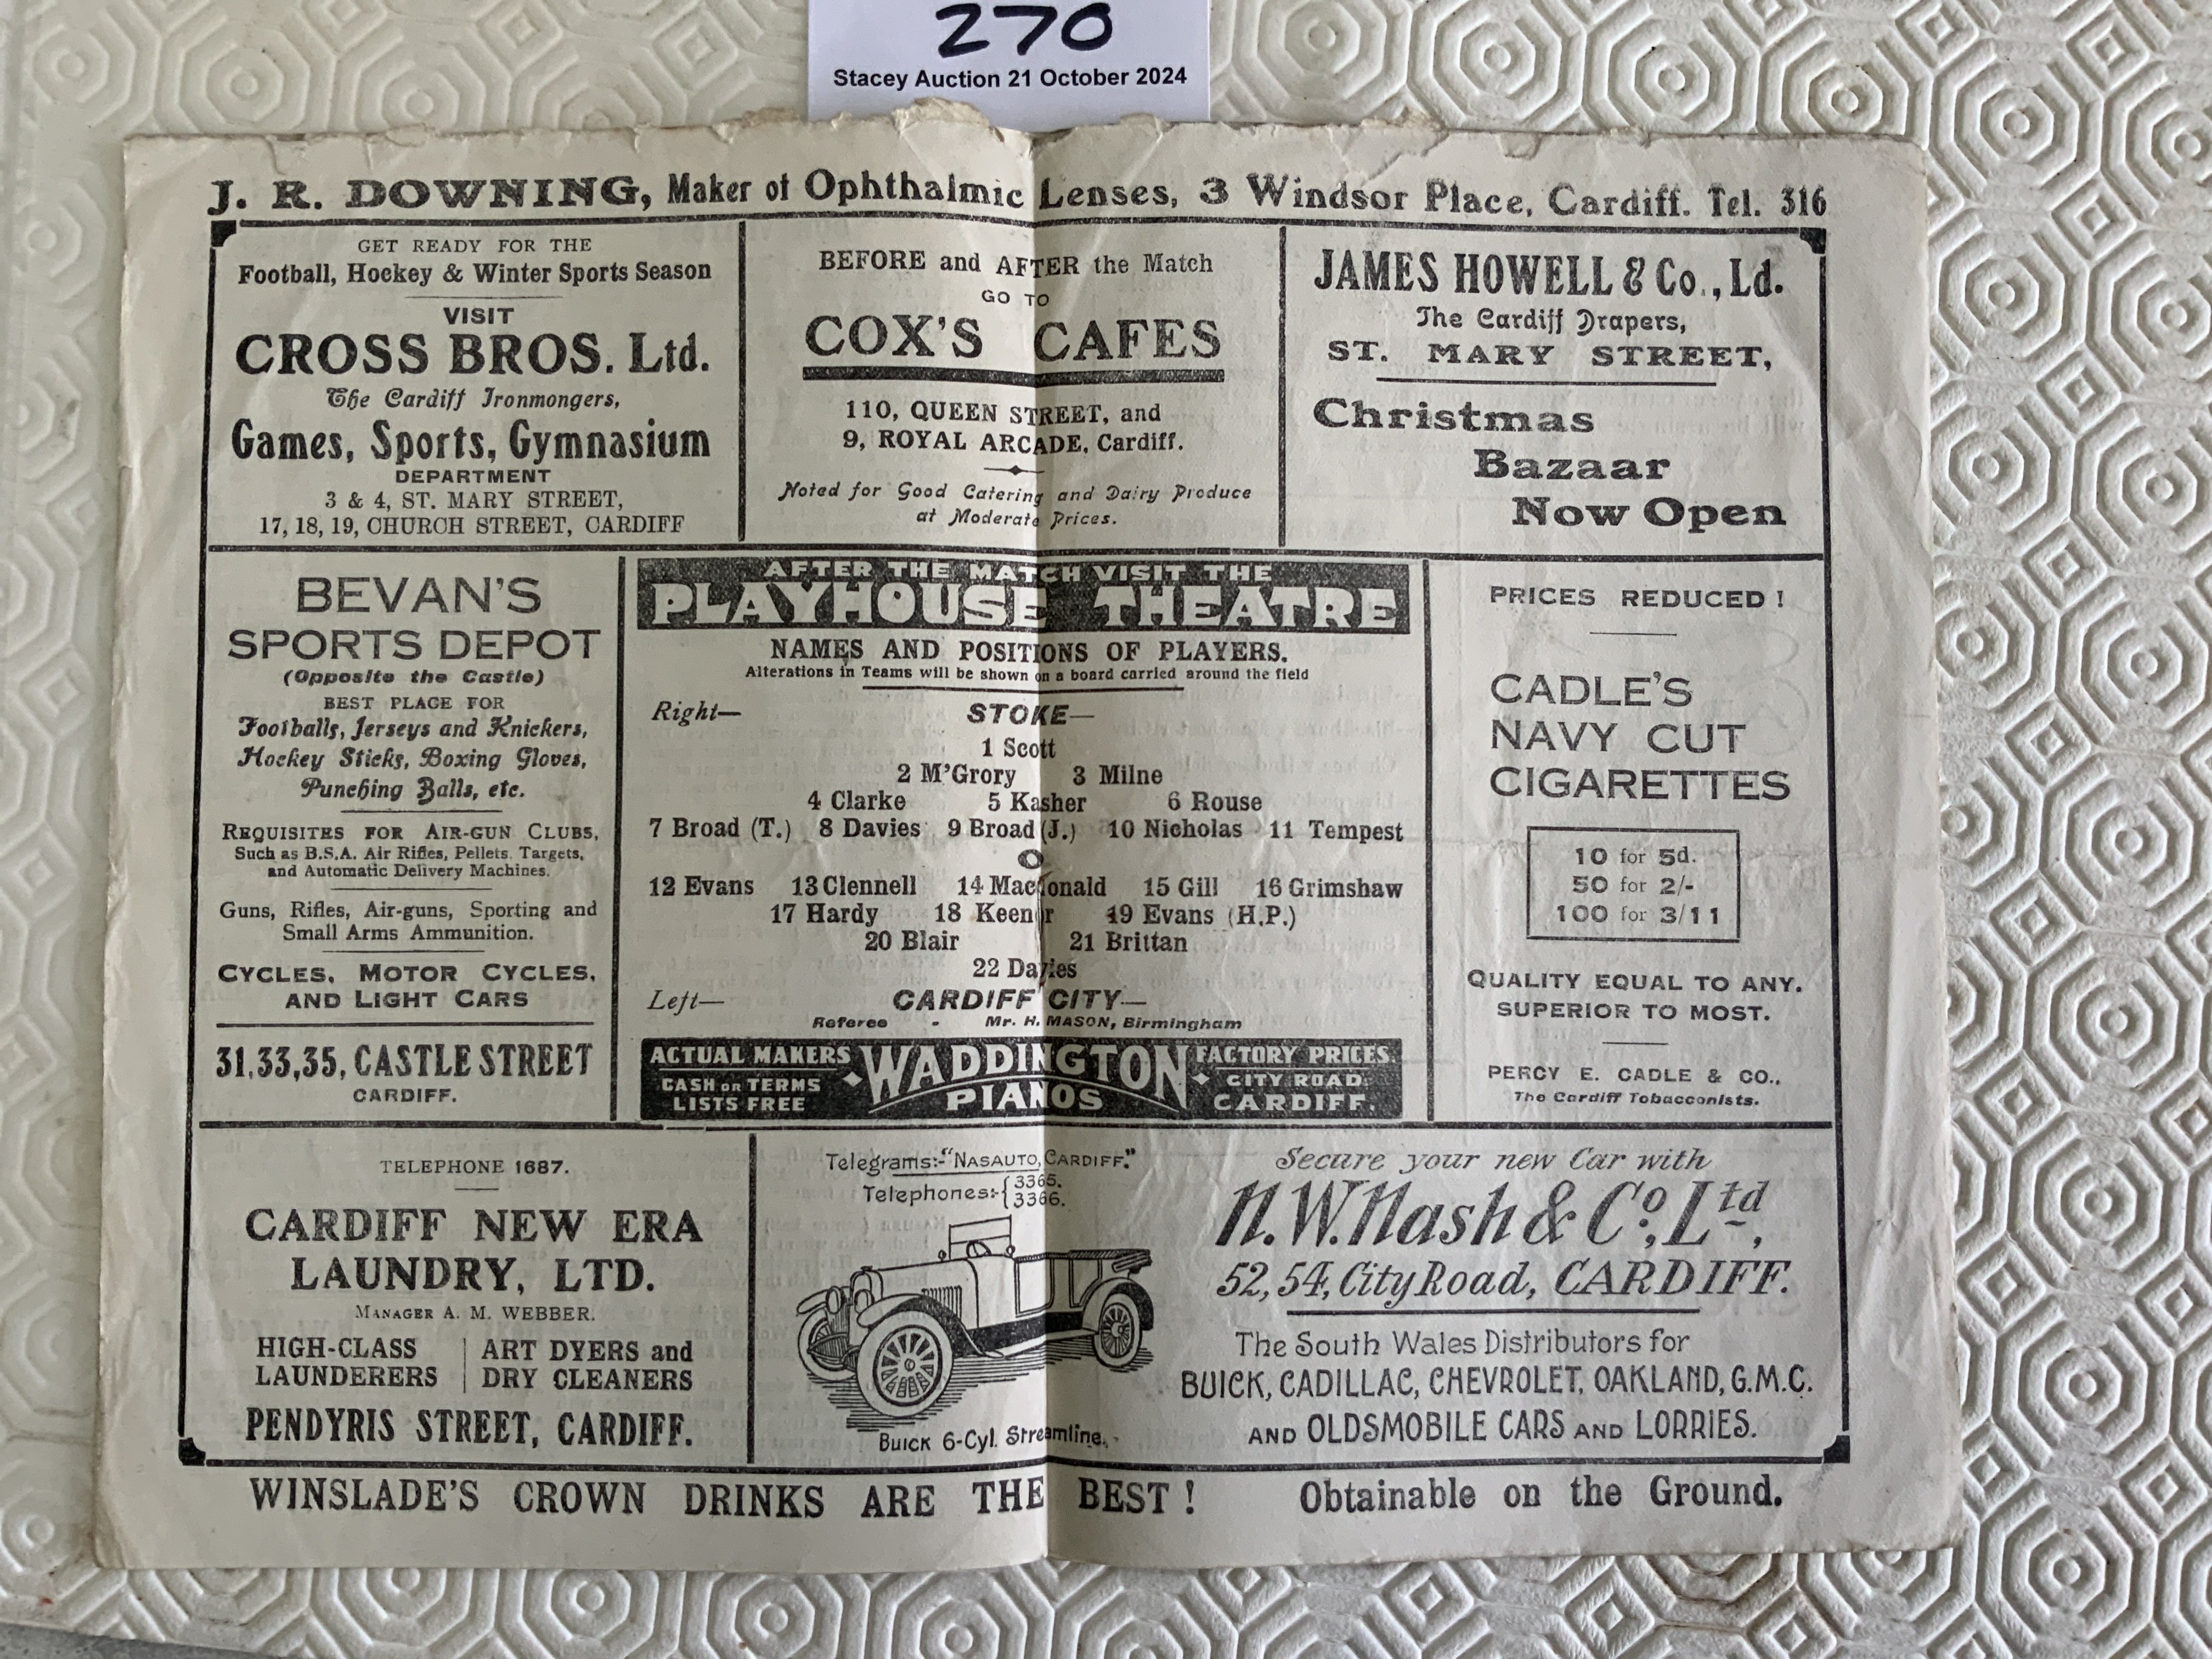 270
Stacey Auction 21 October 2024
J. R. DOWNING, Maker of Ophthalmic Lenses, 3 Windsor Place, Cardiff. Tel. 316
GET READY FOR THE
Football, Hockey & Winter Sports Season
VISIT
CROSS BROS. Ltd.
The Cardiff Ironmongers,
Games, Sports, Gymnasium
DEPARTMENT
3 & 4, ST. MARY STREET,
17, 18, 19, CHURCH STREET, CARDIFF
BEFORE and AFTER the Match
GO TO
COX'S CAFES
110, QUEEN STREET, and
9, ROYAL ARCADE, Cardiff.
Noted for Good Catering and Dairy Produce
at Moderate Prices.
JAMES HOWELL & Co., Ld.
The Cardiff Drapers,
ST. MARY STREET,
Christmas
Bazaar
Now Open
BEVAN'S
SPORTS DEPOT
(Opposite the Castle)
BEST PLACE FOR
Footballs, Jerseys and Knickers,
Hockey Sticks, Boxing Gloves,
Punching Balls, etc.
REQUISITES FOR AIR-GUN CLUBS,
Such as B.S.A. Air Rifles, Pellets, Targets,
and Automatic Delivery Machines.
Guns, Rifles, Air-guns, Sporting and
Small Arms Ammunition.
CYCLES, MOTOR CYCLES,
AND LIGHT CARS
31, 33, 35, CASTLE STREET
CARDIFF.
AFTER THE MATCH VISIT THE
PLAYHOUSE THEATRE
NAMES AND POSITIONS OF PLAYERS.
Alterations in Teams will be shown on a board carried around the field
Right— STOKE—
1 Scott
2 M'Grory 3 Milne
4 Clarke 5 Kasher 6 Rouse
7 Broad (T.) 8 Davies 9 Broad (J.) 10 Nicholas 11 Tempest
O
12 Evans 13 Clennell 14 Macdonald 15 Gill 16 Grimshaw
17 Hardy 18 Keenor 19 Evans (H.P.)
20 Blair 21 Brittan
22 Davies
Left— CARDIFF CITY—
Referee - Mr. H. MASON, Birmingham
ACTUAL MAKERS
CASH OR TERMS
LISTS FREE
WADDINGTON
PIANOS
FACTORY PRICES
CITY ROAD
CARDIFF.
PRICES REDUCED !
CADLE'S
NAVY CUT
CIGARETTES
10 for 5d.
50 for 2/-
100 for 3/11
QUALITY EQUAL TO ANY.
SUPERIOR TO MOST.
PERCY E. CADLE & CO.,
The Cardiff Tobacconists.
TELEPHONE 1687.
CARDIFF NEW ERA
LAUNDRY, LTD.
MANAGER A. M. WEBBER.
HIGH-CLASS
LAUNDERERS
ART DYERS and
DRY CLEANERS
PENDYRIS STREET, CARDIFF.
Telegrams:-"NASAUTO, CARDIFF."
Telephones:-{3365.
3366.
BUICK 6-Cyl. Streamline.
Secure your new Car with
N.W. Nash & Co., Ltd.,
52, 54, City Road, CARDIFF.
The South Wales Distributors for
BUICK, CADILLAC, CHEVROLET, OAKLAND, G.M.C.
AND OLDSMOBILE CARS AND LORRIES.
WINSLADE'S CROWN DRINKS ARE THE BEST ! Obtainable on the Ground.